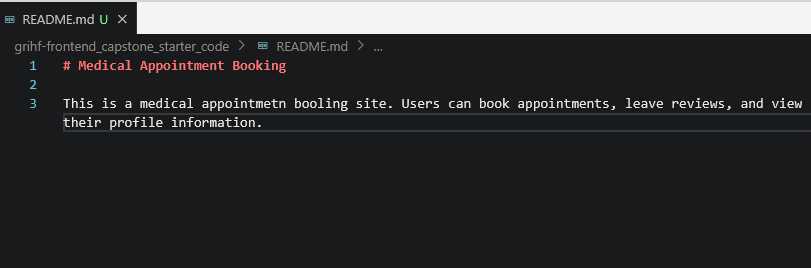 README.md U ×
grihf-frontend_capstone_starter_code > README.md > ...
1 # Medical Appointment Booking
2
3 This is a medical appointmetn booling site. Users can book appointments, leave reviews, and view
their profile information.